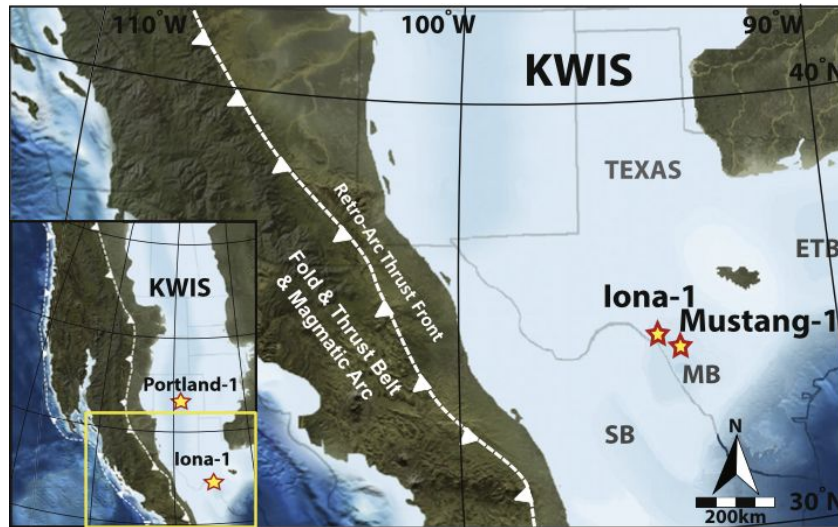 110°W
100°W
90°W
KWIS
40°N
TEXAS
Retro-Arc Thrust Front
ETB
Fold & Thrust Belt
& Magmatic Arc
Iona-1
Mustang-1
MB
SB
N
200km
30°N
KWIS
Portland-1
Iona-1